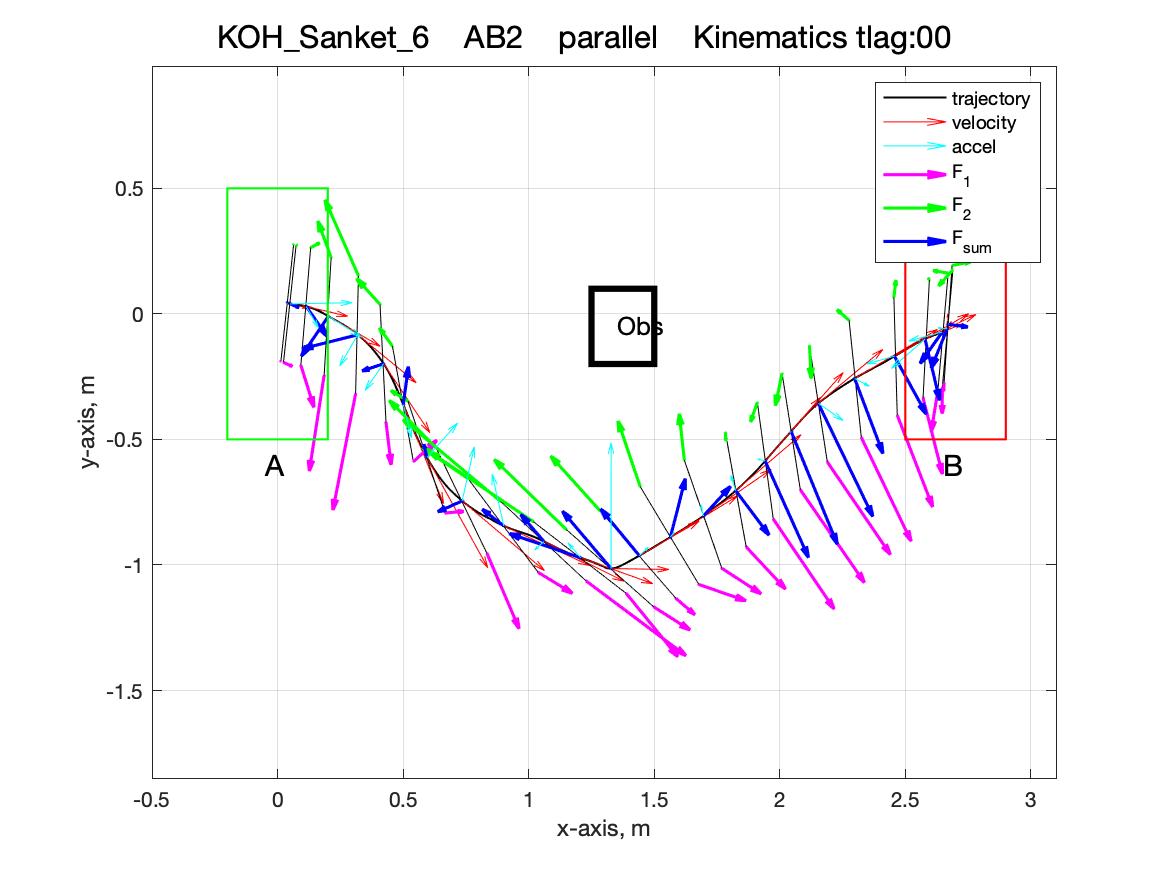 KOH_Sanket_6 AB2 parallel Kinematics tlag:00
trajectory
velocity
accel
F1
F2
Fsum
0.5
0
-0.5
-1
-1.5
y-axis, m
Obs
A
B
-0.5 0 0.5 1 1.5 2 2.5 3
x-axis, m